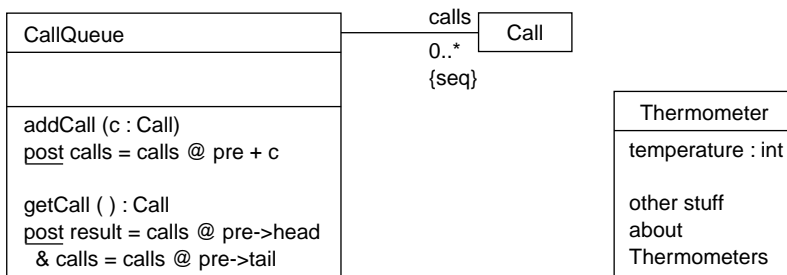 CallQueue
addCall (c : Call)
post calls = calls @ pre + c
getCall ( ) : Call
post result = calls @ pre->head
& calls = calls @ pre->tail
calls
0..*
{seq}
Call
Thermometer
temperature : int
other stuff
about
Thermometers